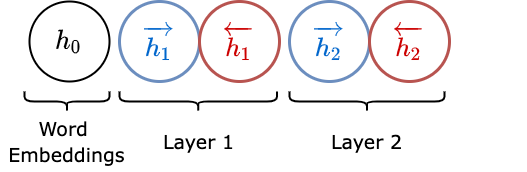 h₀ →h₁ ←h₁ →h₂ ←h₂
Word
Embeddings
Layer 1
Layer 2